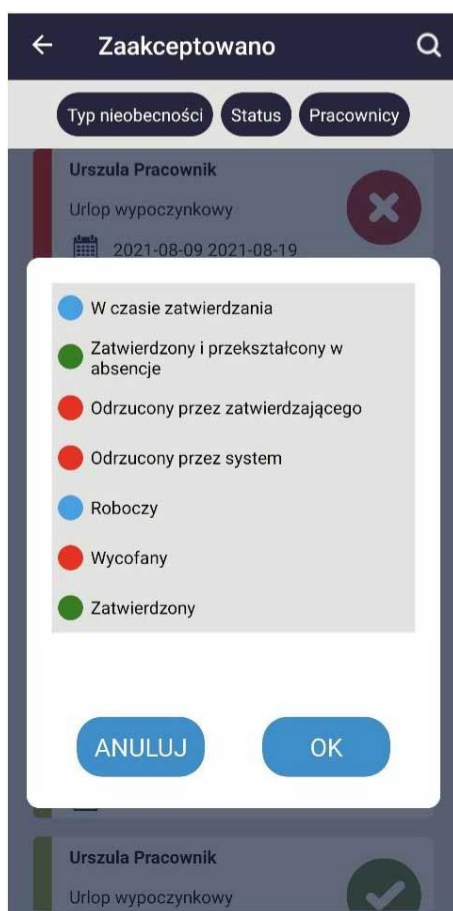 Zaakceptowano
Typ nieobecności Status Pracownicy
Urszula Pracownik
Urlop wypoczynkowy
2021-08-09 2021-08-19
W czasie zatwierdzania
Zatwierdzony i przekształcony w
absencje
Odrzucony przez zatwierdzającego
Odrzucony przez system
Roboczy
Wycofany
Zatwierdzony
ANULUJ OK
Urszula Pracownik
Urlop wypoczynkowy